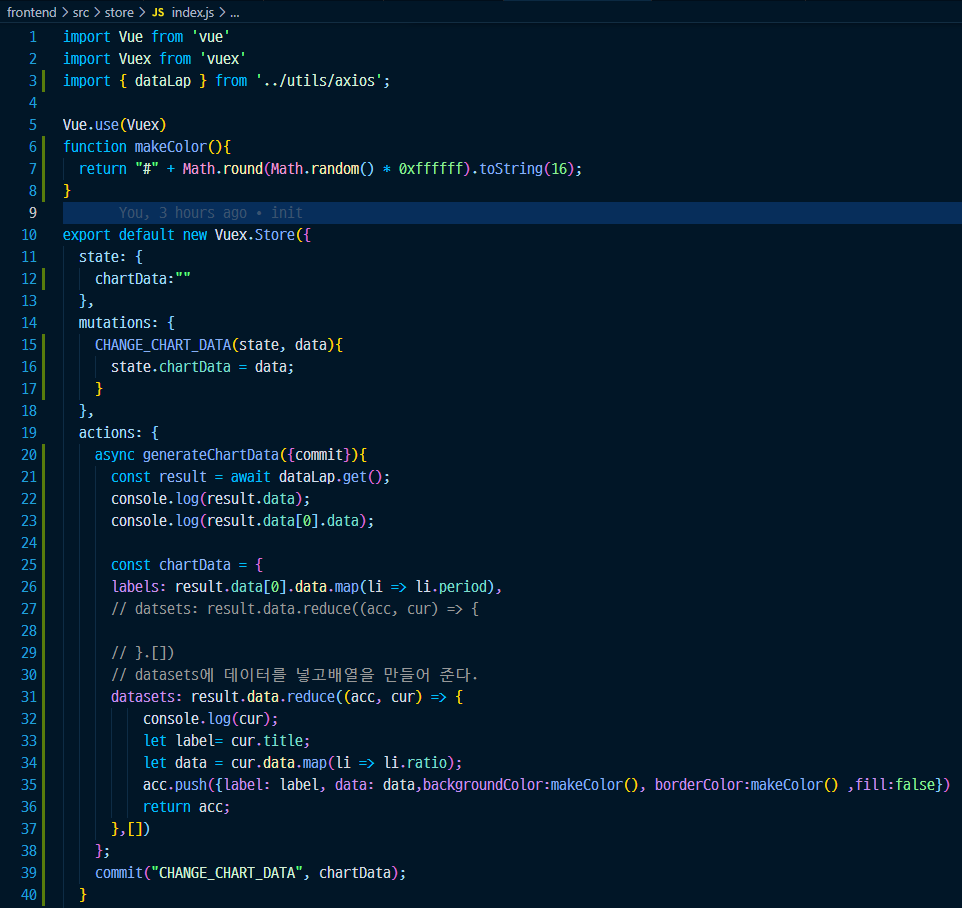 frontend > src > store > JS index.js > ...
1 import Vue from 'vue'
2 import Vuex from 'vuex'
3 import { dataLap } from '../utils/axios';
4
5 Vue.use(Vuex)
6 function makeColor(){
7   return "#" + Math.round(Math.random() * 0xffffff).toString(16);
8 }
9        You, 3 hours ago • init
10 export default new Vuex.Store({
11   state: {
12     chartData:""
13   },
14   mutations: {
15     CHANGE_CHART_DATA(state, data){
16       state.chartData = data;
17     }
18   },
19   actions: {
20     async generateChartData({commit}){
21       const result = await dataLap.get();
22       console.log(result.data);
23       console.log(result.data[0].data);
24
25       const chartData = {
26       labels: result.data[0].data.map(li => li.period),
27       // datsets: result.data.reduce((acc, cur) => {
28
29       // }.[])
30       // datasets에 데이터를 넣고배열을 만들어 준다.
31       datasets: result.data.reduce((acc, cur) => {
32           console.log(cur);
33           let label= cur.title;
34           let data = cur.data.map(li => li.ratio);
35           acc.push({label: label, data: data,backgroundColor:makeColor(), borderColor:makeColor() ,fill:false})
36           return acc;
37       },[])
38     };
39     commit("CHANGE_CHART_DATA", chartData);
40   }